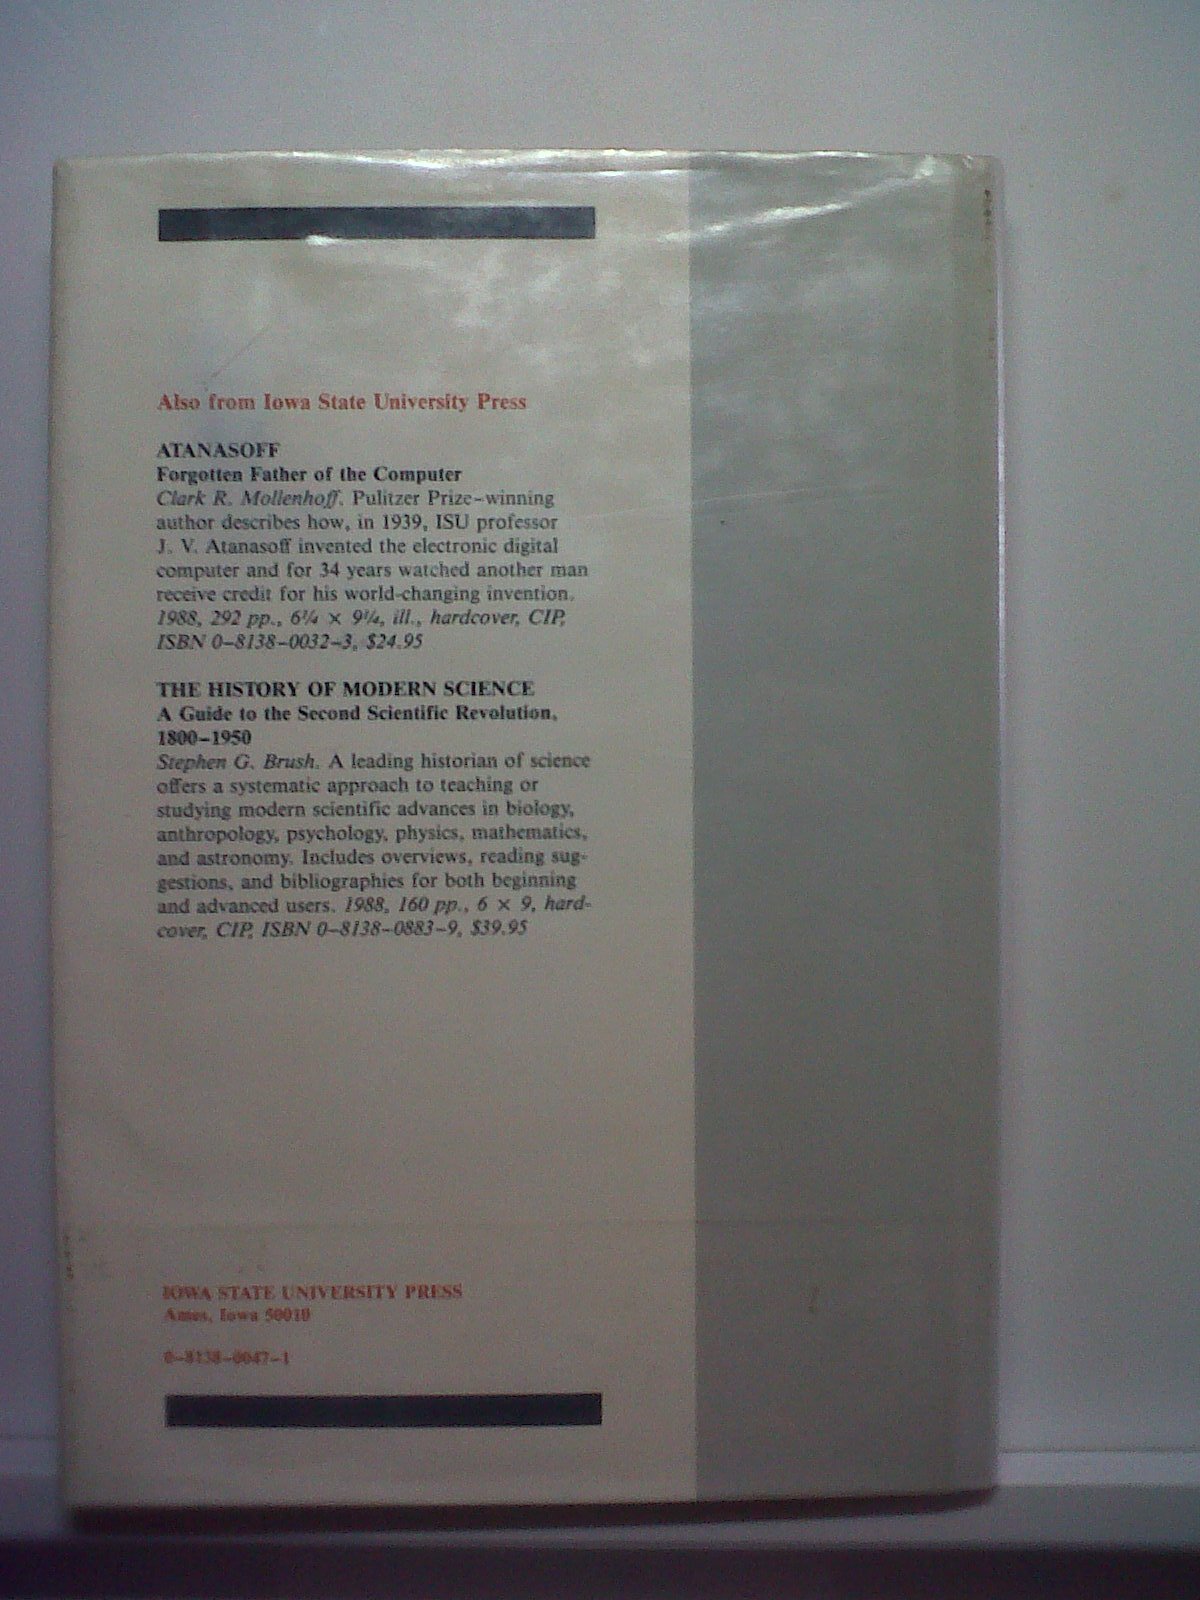 Also from Iowa State University Press
ATANASOFF
Forgotten Father of the Computer
Clark R. Mollenhoff. Pulitzer Prize–winning
author describes how, in 1939, ISU professor
J. V. Atanasoff invented the electronic digital
computer and for 34 years watched another man
receive credit for his world-changing invention.
1988, 292 pp., 6¼ × 9¼, ill., hardcover, CIP,
ISBN 0–8138–0032–3, $24.95
THE HISTORY OF MODERN SCIENCE
A Guide to the Second Scientific Revolution,
1800–1950
Stephen G. Brush. A leading historian of science
offers a systematic approach to teaching or
studying modern scientific advances in biology,
anthropology, psychology, physics, mathematics,
and astronomy. Includes overviews, reading sug-
gestions, and bibliographies for both beginning
and advanced users. 1988, 160 pp., 6 × 9, hard-
cover, CIP, ISBN 0–8138–0883–9, $39.95
IOWA STATE UNIVERSITY PRESS
Ames, Iowa 50010
0–8138–0047–1